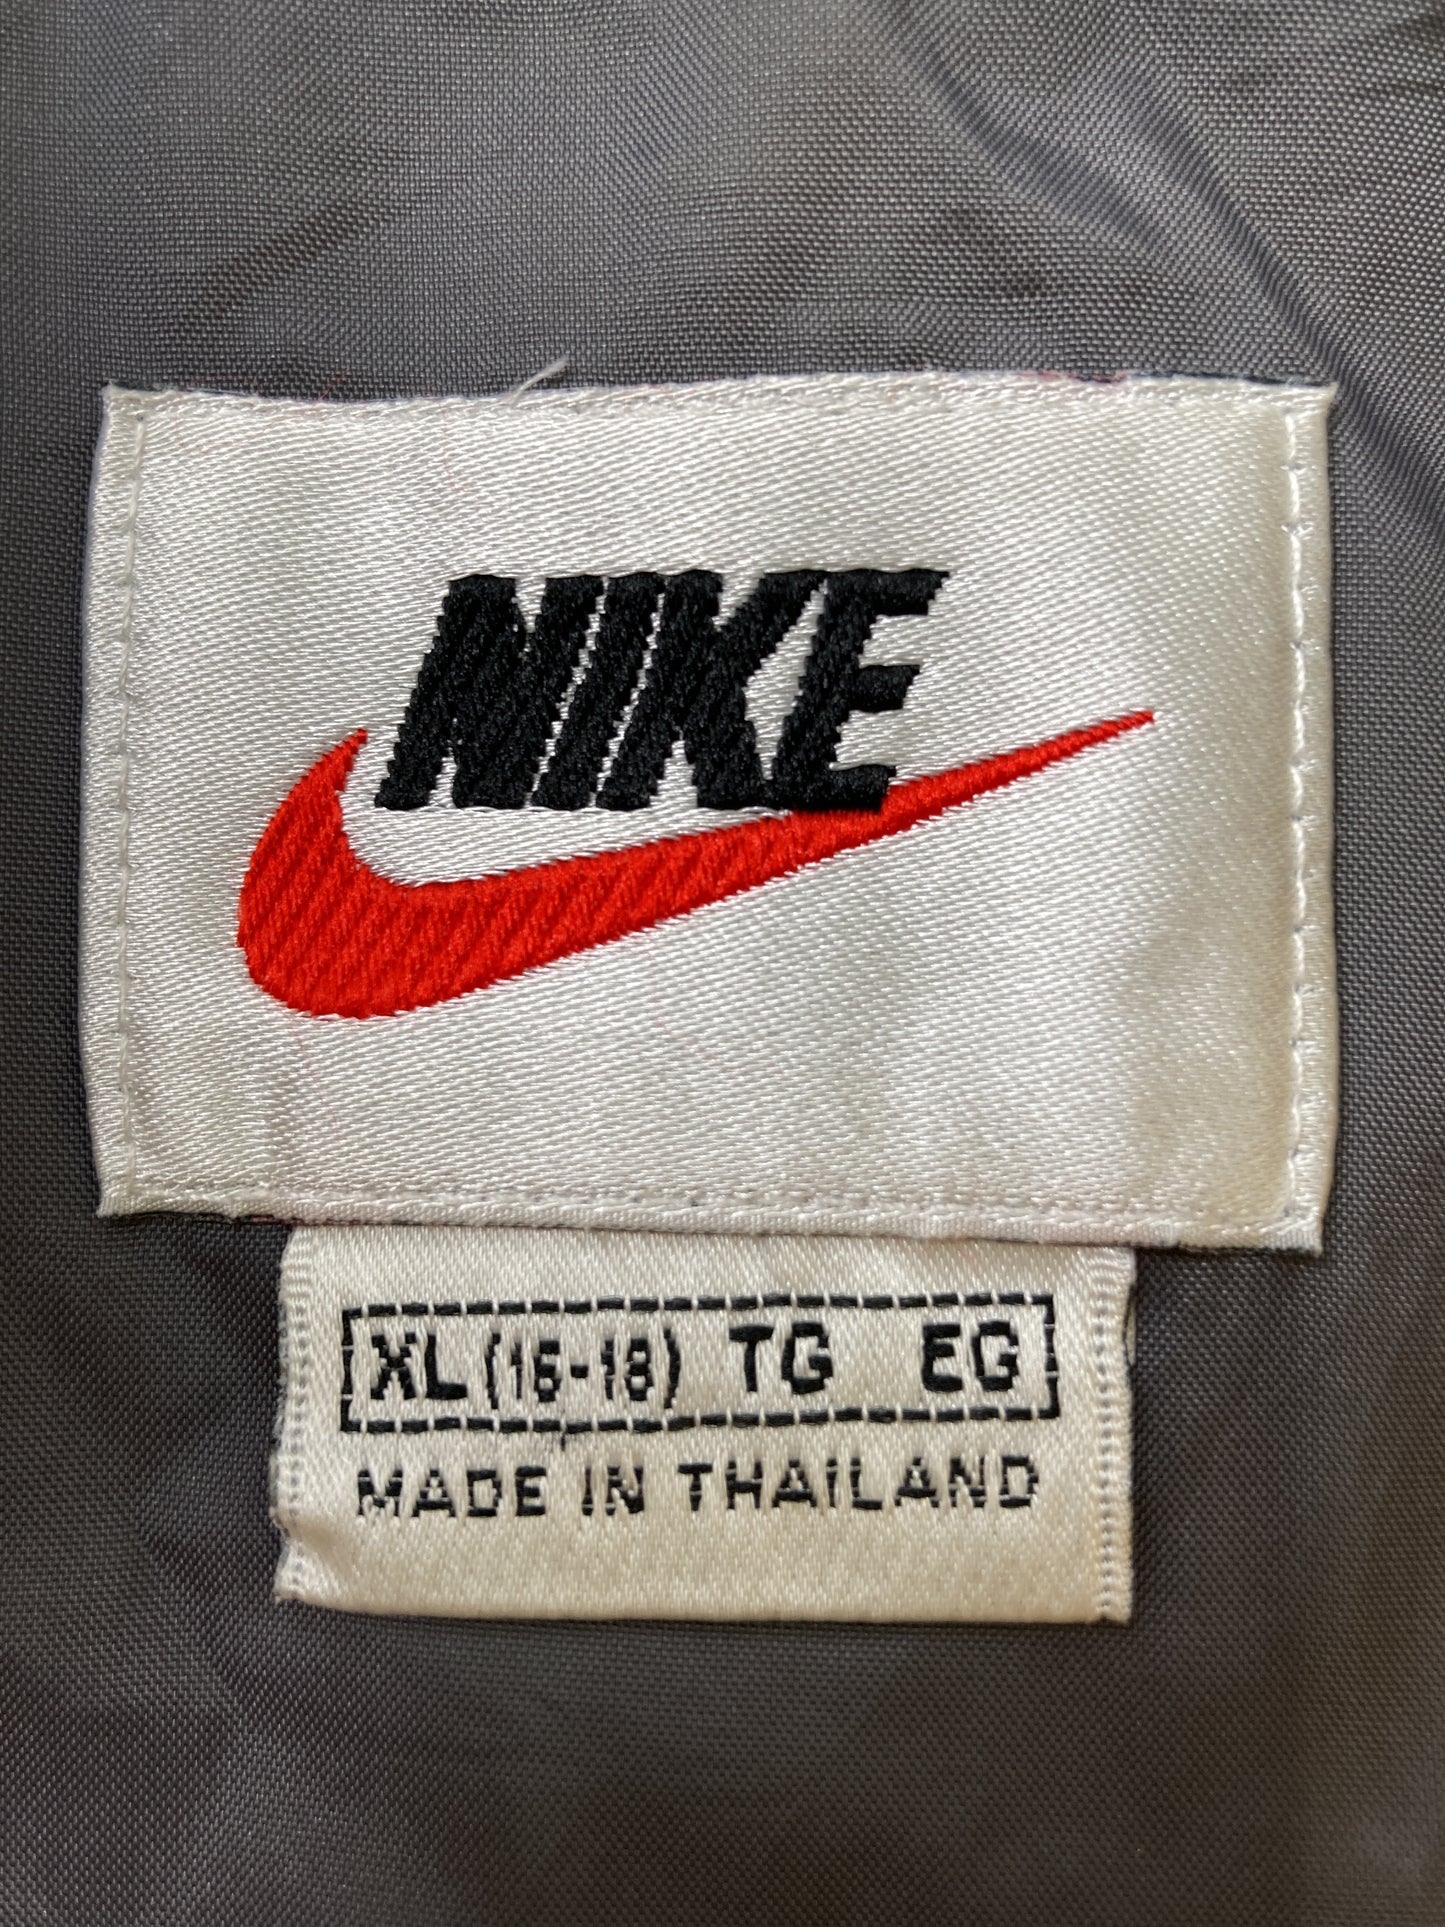 NIKE
XL (16-18) TG EG
MADE IN THAILAND